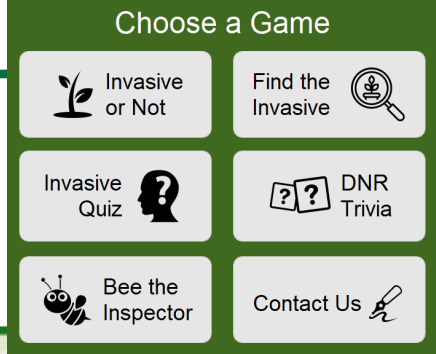 Choose a Game
Invasive
or Not
Find the
Invasive
Invasive
Quiz
?
? ?
DNR
Trivia
Bee the
Inspector
Contact Us